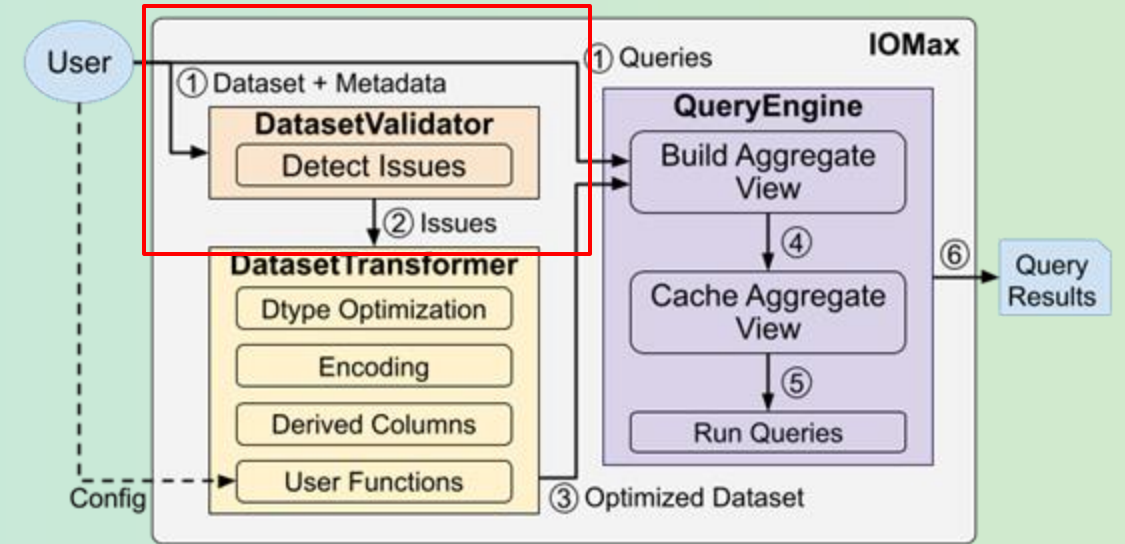 User
IOMax
① Dataset + Metadata
① Queries
DatasetValidator
Detect Issues
② Issues
DatasetTransformer
Dtype Optimization
Encoding
Derived Columns
User Functions
Config
③ Optimized Dataset
QueryEngine
Build Aggregate
View
④
Cache Aggregate
View
⑤
Run Queries
⑥
Query
Results